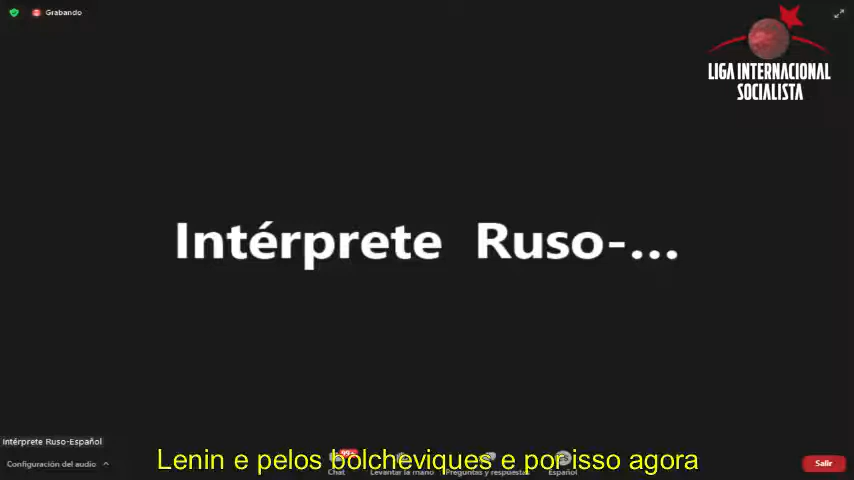 Grabando
LIGA INTERNACIONAL
SOCIALISTA
Intérprete Ruso-...
Intérprete Ruso-Español
Configuración del audio
99+
Chat
Levantar la mano
Preguntas y respuestas
Español
Salir
Lenin e pelos bolcheviques e por isso agora